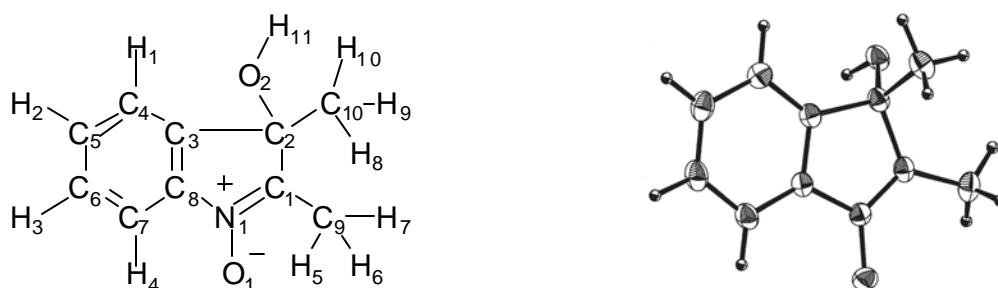 H11
H1 H10
O2
H2 C4 C10 H9
C5 C3 C2 H8
C6 C8 + C1
H3 C7 N1 C9 H7
O1 − H5 H6
H4